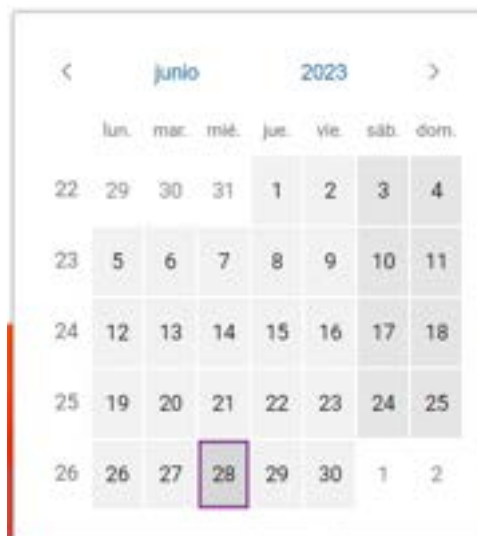 < junio 2023 >
lun. mar. mié. jue. vie. sáb. dom.
22 29 30 31 1 2 3 4
23 5 6 7 8 9 10 11
24 12 13 14 15 16 17 18
25 19 20 21 22 23 24 25
26 26 27 28 29 30 1 2